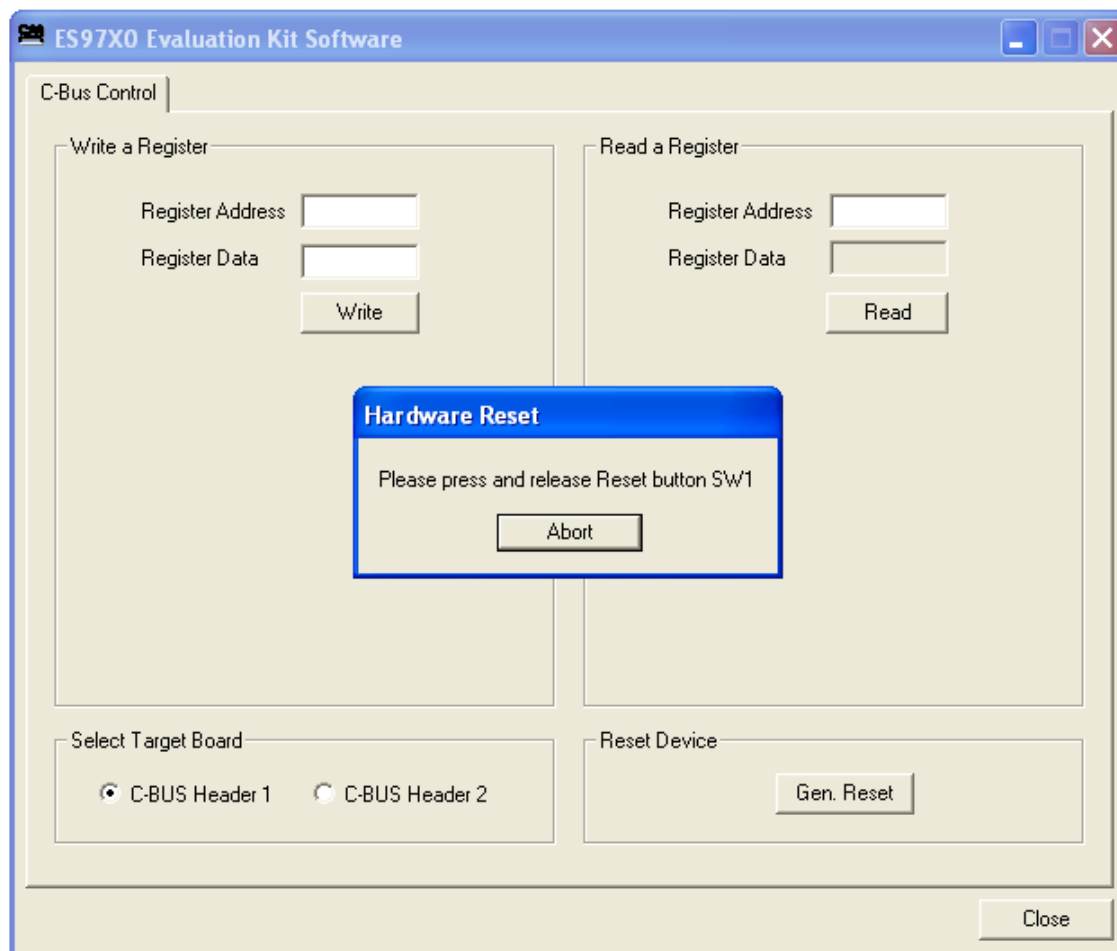 ES97X0 Evaluation Kit Software
C-Bus Control
Write a Register
Register Address
Register Data
Write
Read a Register
Register Address
Register Data
Read
Hardware Reset
Please press and release Reset button SW1
Abort
Select Target Board
C-BUS Header 1
C-BUS Header 2
Reset Device
Gen. Reset
Close